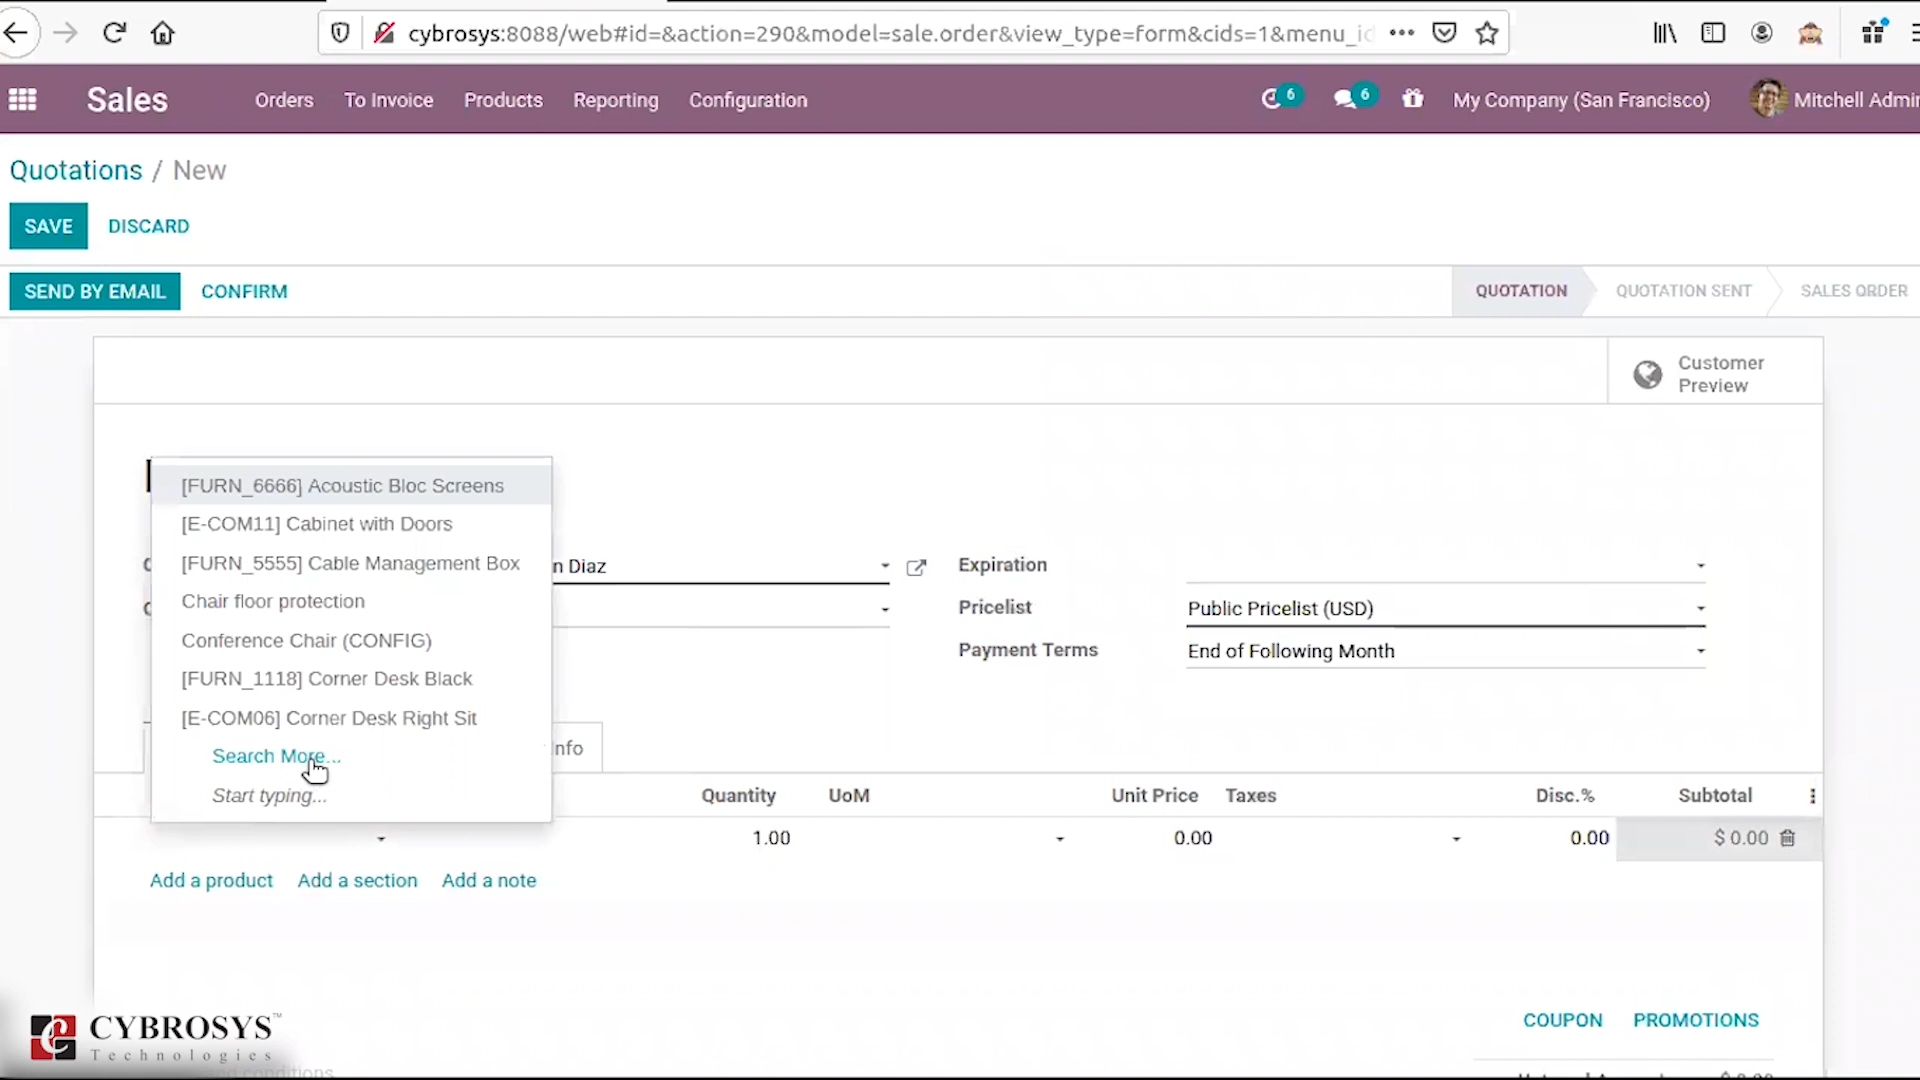 cybrosys:8088/web#id=&action=290&model=sale.order&view_type=form&cids=1&menu_id
Sales Orders To Invoice Products Reporting Configuration 6 6 My Company (San Francisco) Mitchell Admin
Quotations / New
SAVE DISCARD
SEND BY EMAIL CONFIRM QUOTATION QUOTATION SENT SALES ORDER
Customer
Preview
[FURN_6666] Acoustic Bloc Screens
[E-COM11] Cabinet with Doors
[FURN_5555] Cable Management Box
n Diaz Expiration
Chair floor protection
Pricelist Public Pricelist (USD)
Conference Chair (CONFIG)
Payment Terms End of Following Month
[FURN_1118] Corner Desk Black
[E-COM06] Corner Desk Right Sit
nfo
Search More...
Start typing...
Quantity UoM Unit Price Taxes Disc.% Subtotal
1.00 0.00 0.00 $ 0.00
Add a product Add a section Add a note
COUPON PROMOTIONS
CYBROSYS™
Technologies
and conditions